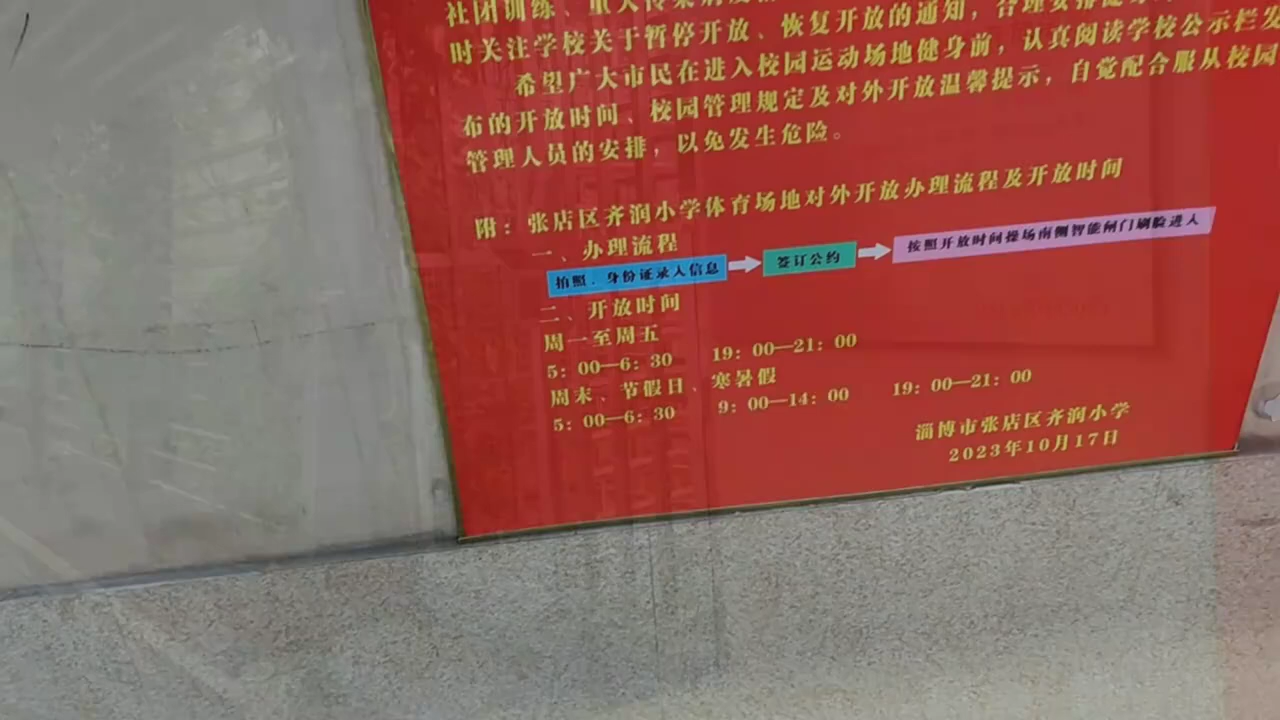 社团训练、重大传染病
时关注学校关于暂停开放、恢复开放的通知，合理安排
希望广大市民在进入校园运动场地健身前，认真阅读学校公示栏发
布的开放时间、校园管理规定及对外开放温馨提示，自觉配合服从校园
管理人员的安排，以免发生危险。
附：张店区齐润小学体育场地对外开放办理流程及开放时间
一、办理流程
拍照、身份证录入信息 签订公约 按照开放时间操场南侧智能闸门刷脸进入
二、开放时间
周一至周五
5：00—6：30 19：00—21：00
周末、节假日、寒暑假
5：00—6：30 9：00—14：00 19：00—21：00
淄博市张店区齐润小学
2023年10月17日